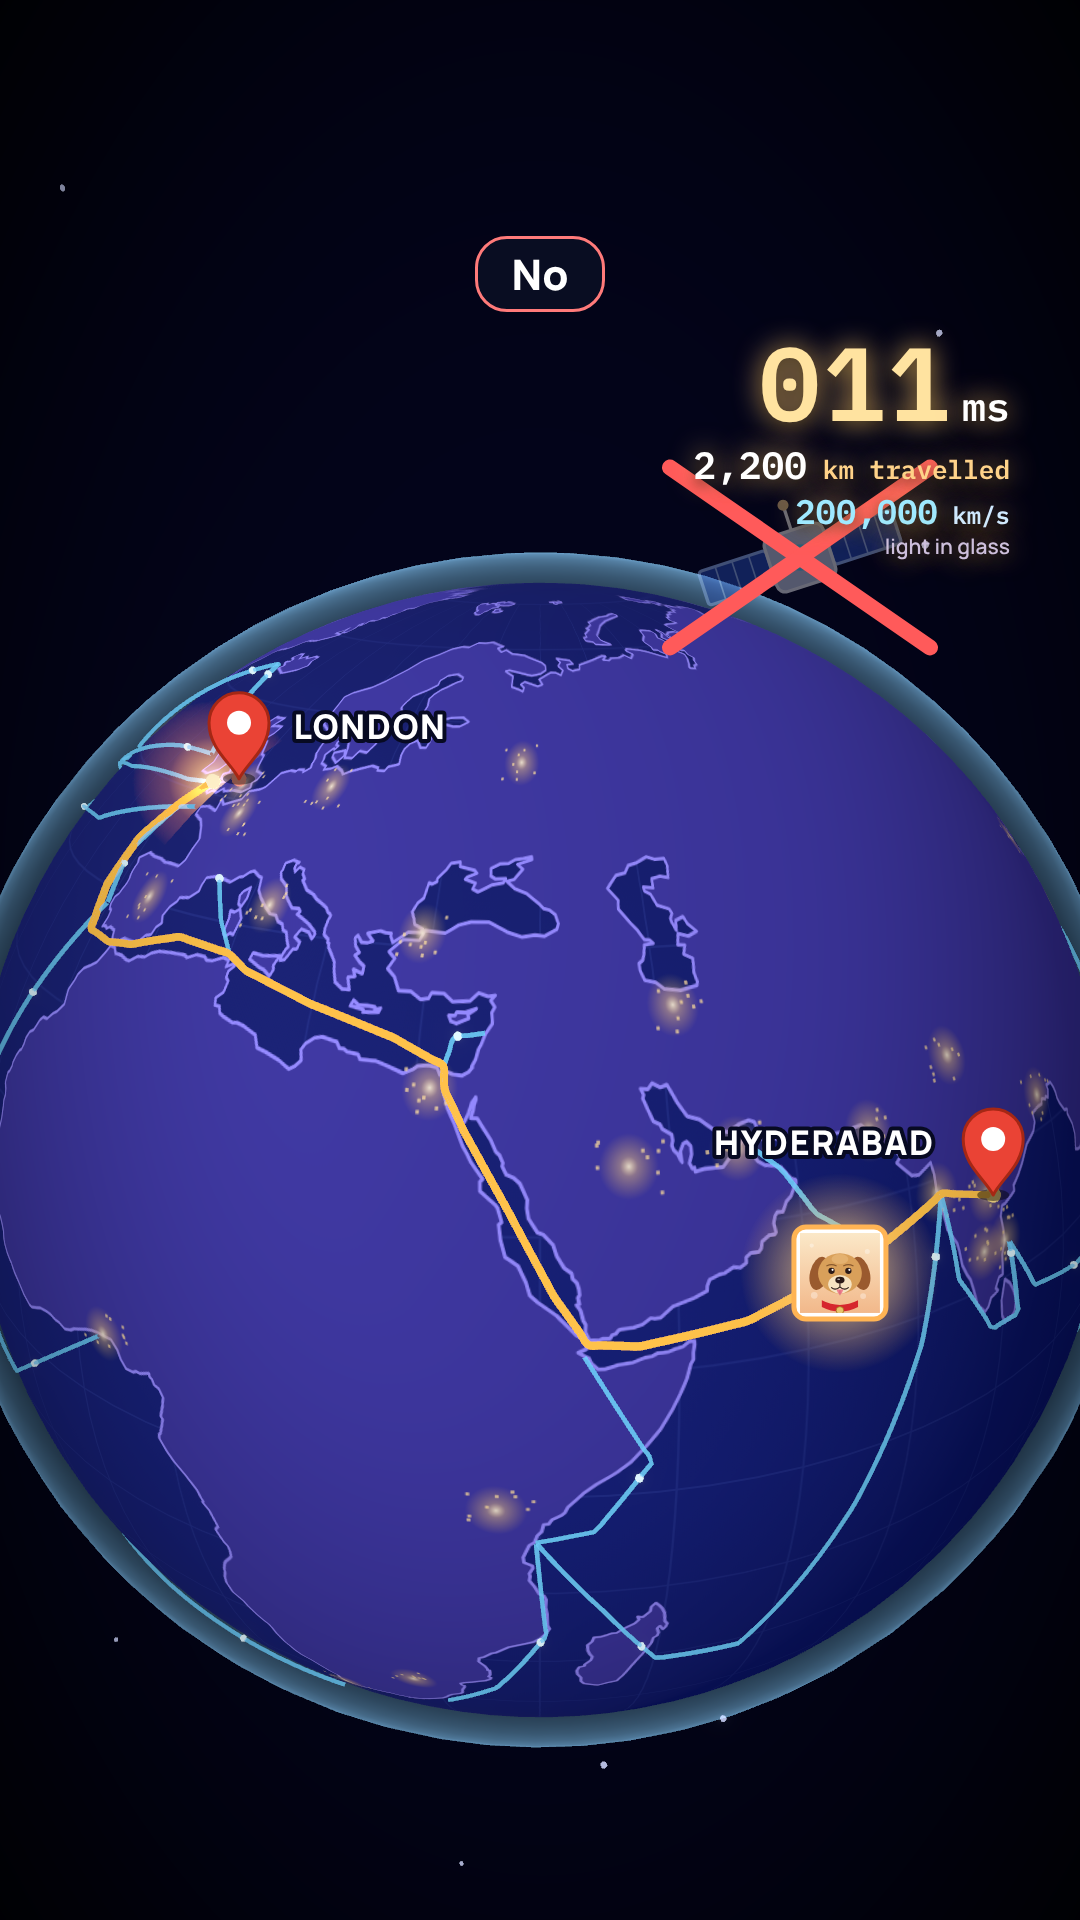 No
011 ms
2,200 km travelled
200,000 km/s
light in glass
LONDON
HYDERABAD